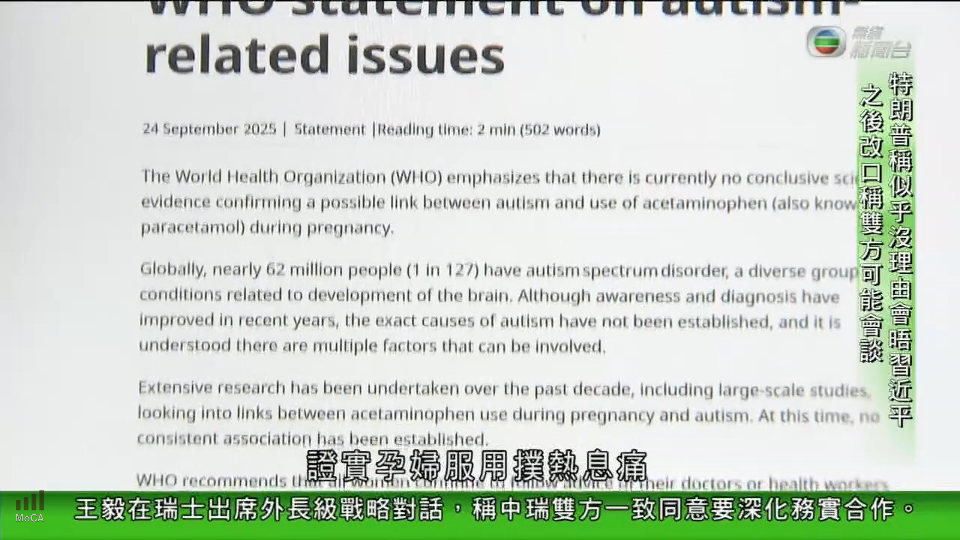 WHO statement on autism-
related issues
24 September 2025 | Statement |Reading time: 2 min (502 words)
The World Health Organization (WHO) emphasizes that there is currently no conclusive sci
evidence confirming a possible link between autism and use of acetaminophen (also know
paracetamol) during pregnancy.
Globally, nearly 62 million people (1 in 127) have autism spectrum disorder, a diverse group
conditions related to development of the brain. Although awareness and diagnosis have
improved in recent years, the exact causes of autism have not been established, and it is
understood there are multiple factors that can be involved.
Extensive research has been undertaken over the past decade, including large-scale studies,
looking into links between acetaminophen use during pregnancy and autism. At this time, no
consistent association has been established.
WHO recommends that all women continue to follow advice of their doctors or health workers
無綫
新聞台
特朗普稱似乎沒理由會晤習近平
之後改口稱雙方可能會談
證實孕婦服用撲熱息痛
MoCA
王毅在瑞士出席外長級戰略對話，稱中瑞雙方一致同意要深化務實合作。